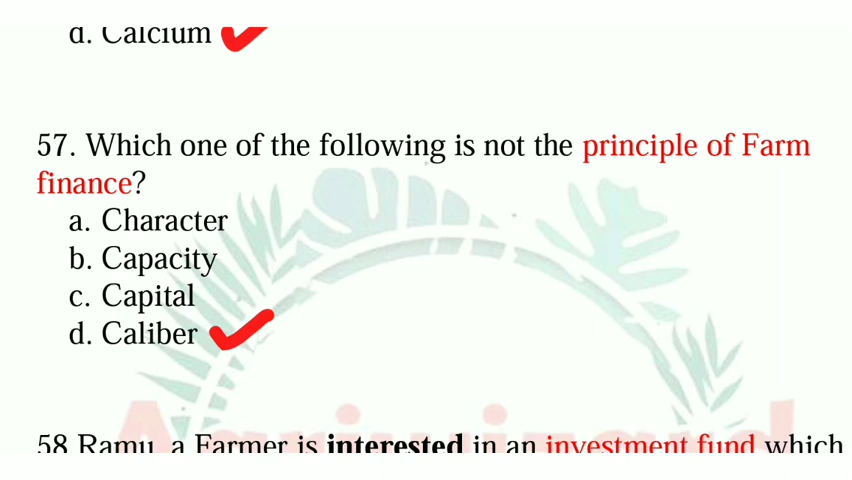 d. Calcium
57. Which one of the following is not the principle of Farm
finance?
a. Character
b. Capacity
c. Capital
d. Caliber
58 Ramu, a Farmer is interested in an investment fund which